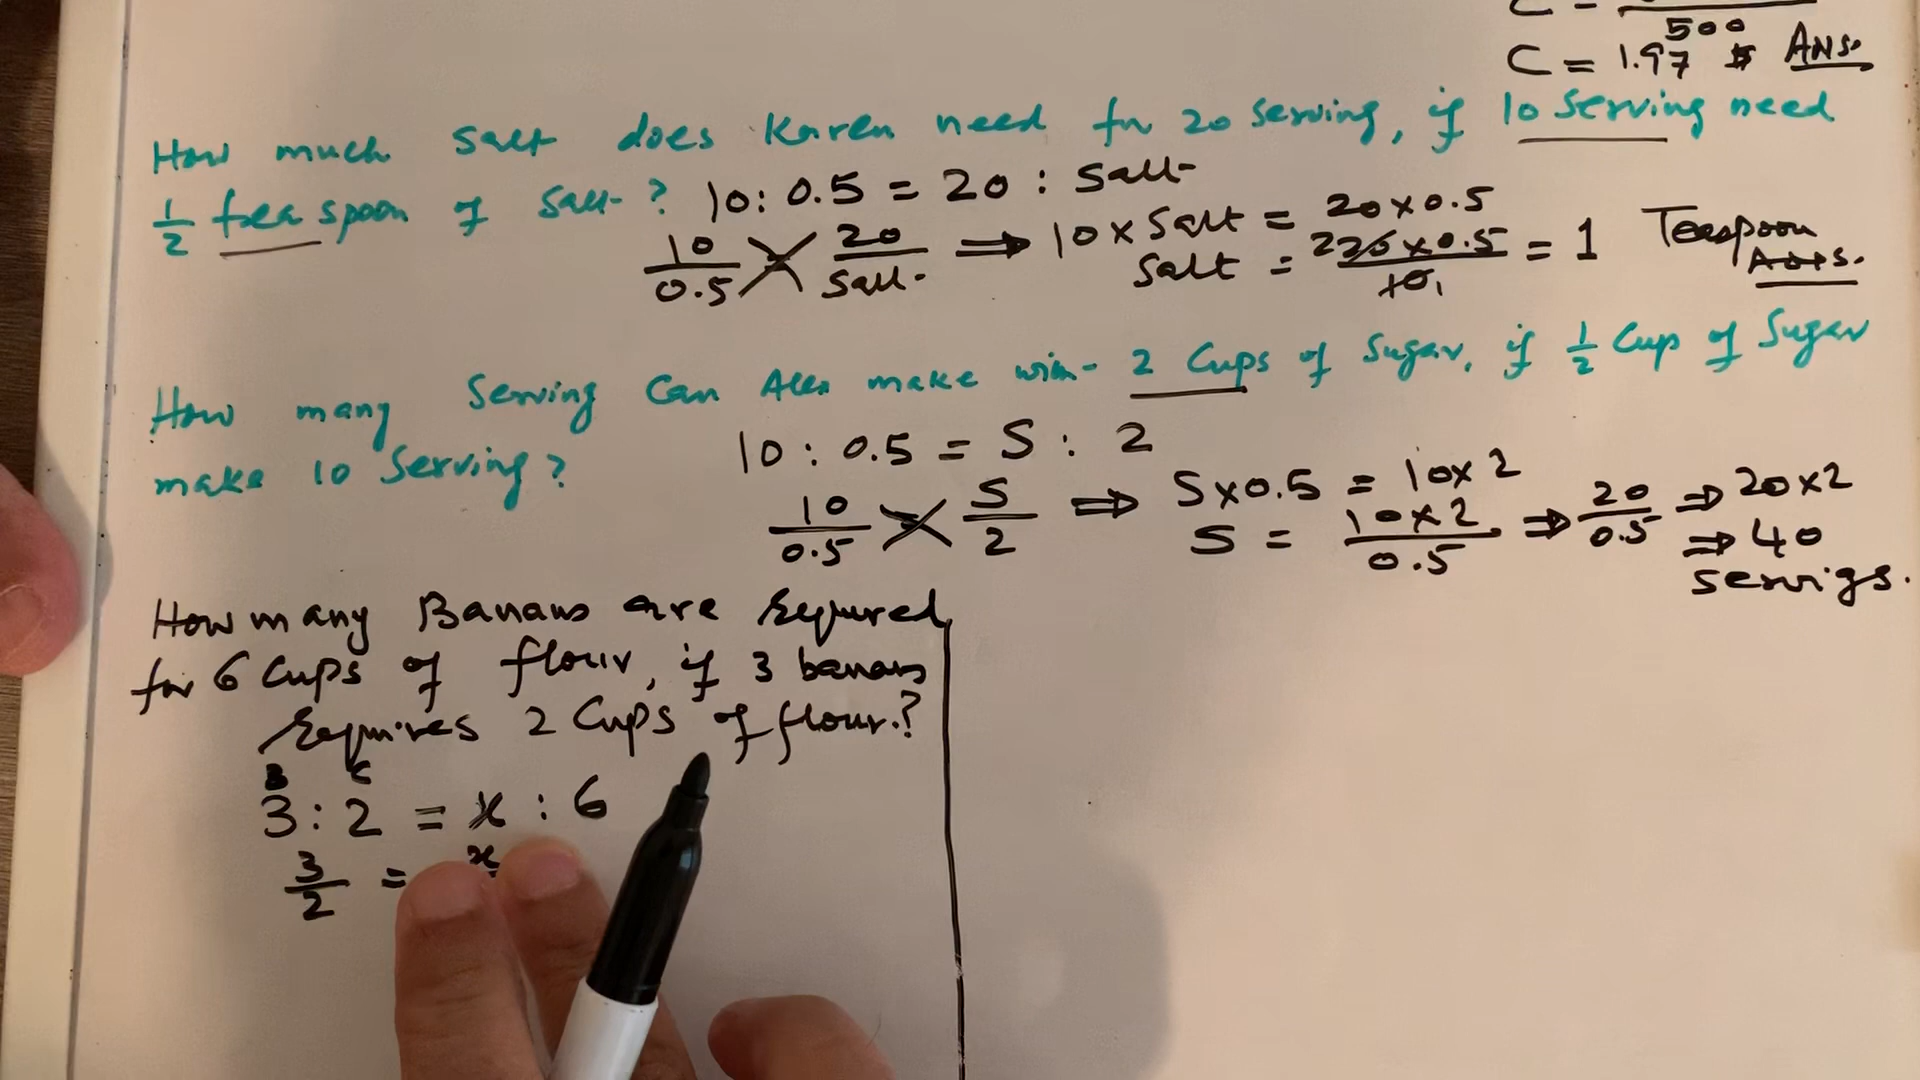 C =
500
C = 1.97 $ Ans.
How much salt does Karen need for 20 serving, if 10 serving need
1/2 teaspoon of salt? 10 : 0.5 = 20 : Salt
10/0.5 20/Salt ⇒ 10 x Salt = 20 x 0.5
Salt = 220 x 0.5/10, = 1 Teaspoon
Ans.
How many Serving Can Alex make with 2 Cups of Sugar, if 1/2 Cup of Sugar
make 10 Serving? 10 : 0.5 = S : 2
10/0.5 S/2 ⇒ S x 0.5 = 10 x 2
S = 10 x 2/0.5 ⇒ 20/0.5 ⇒ 20 x 2
⇒ 40
servigs.
How many Banans are required
for 6 Cups of flour, if 3 banans
requires 2 Cups of flour.?
B C
3 : 2 = x : 6
3/2 = x